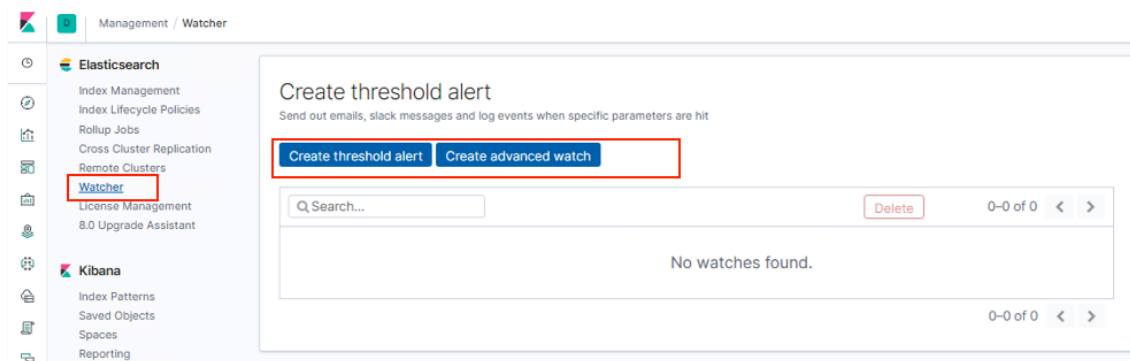 D
Management / Watcher
Elasticsearch
Index Management
Index Lifecycle Policies
Rollup Jobs
Cross Cluster Replication
Remote Clusters
Watcher
License Management
8.0 Upgrade Assistant
Kibana
Index Patterns
Saved Objects
Spaces
Reporting
Create threshold alert
Send out emails, slack messages and log events when specific parameters are hit
Create threshold alert Create advanced watch
Search... Delete 0–0 of 0 < >
No watches found.
0–0 of 0 < >